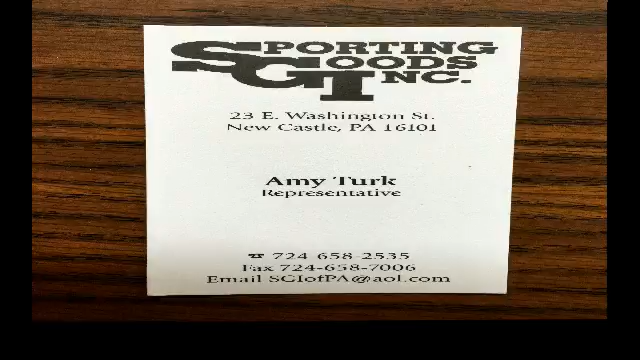 SPORTING
GOODS
INC.
23 E. Washington St.
New Castle, PA 16101
Amy Turk
Representative
☎ 724 658-2535
Fax 724-658-7006
Email SGIofPA@aol.com